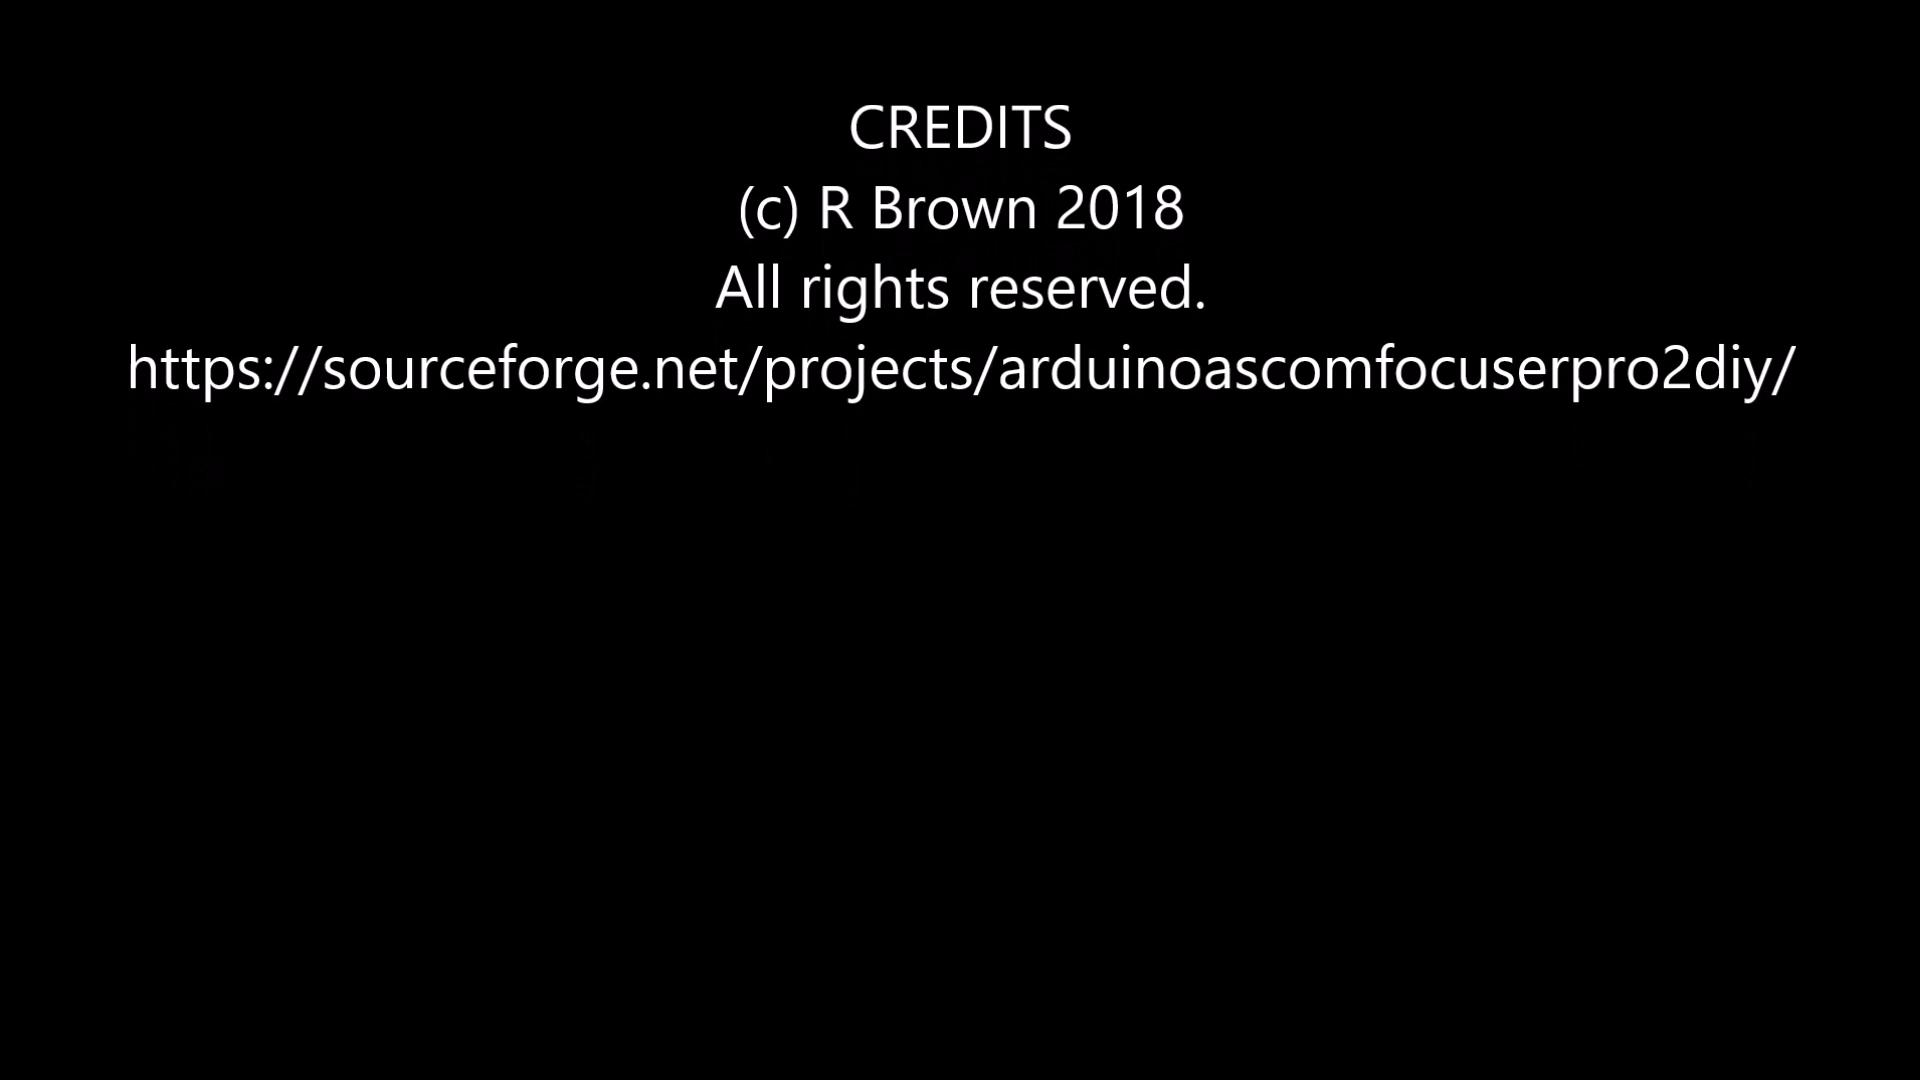 CREDITS
(c) R Brown 2018
All rights reserved.
https://sourceforge.net/projects/arduinoascomfocuserpro2diy/